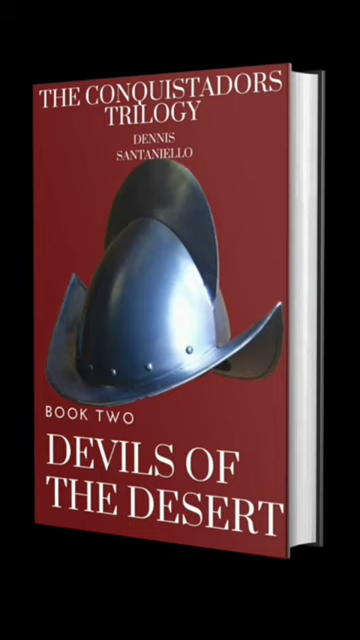 THE CONQUISTADORS
TRILOGY
DENNIS
SANTANIELLO
BOOK TWO
DEVILS OF
THE DESERT